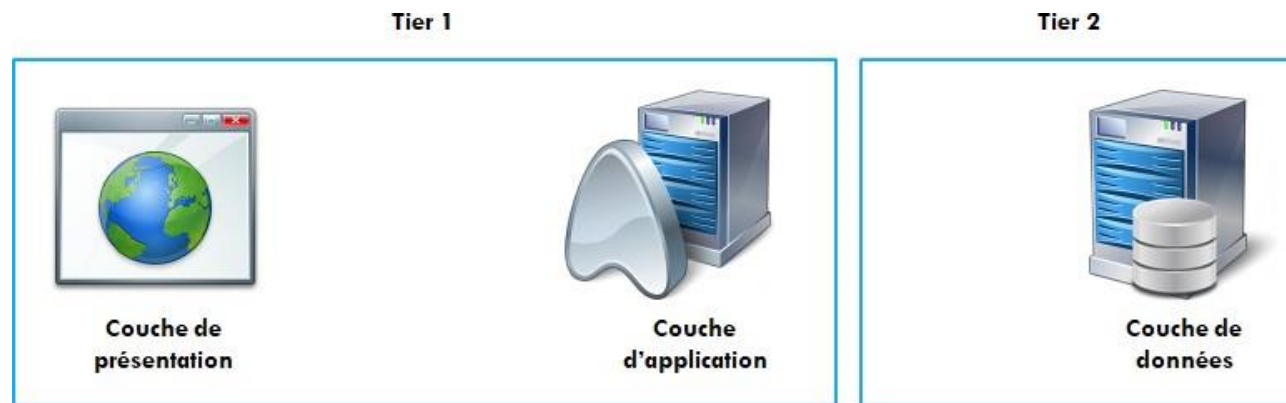 Tier 1
Tier 2
Couche de
présentation
Couche
d'application
Couche de
données